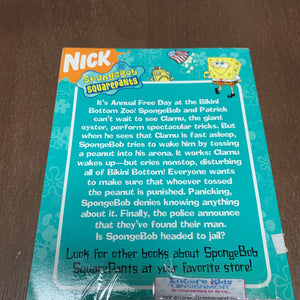 NICK
SpongeBob
SQUAREPANTS
It's Annual Free Day at the Bikini
Bottom Zoo! SpongeBob and Patrick
can't wait to see Clamu, the giant
oyster, perform spectacular tricks. But
when he sees that Clamu is fast asleep,
SpongeBob tries to wake him by tossing
a peanut into his arena. It works: Clamu
wakes up—but cries nonstop, disturbing
all of Bikini Bottom! Everyone wants
to make sure that whoever tossed
the peanut is punished. Panicking,
SpongeBob denies knowing anything
about it. Finally, the police announce
that they've found their man.
Is SpongeBob headed to jail?
Look for other books about SpongeBob
SquarePants at your favorite store!
Encore Kids
CONSIGNMENT